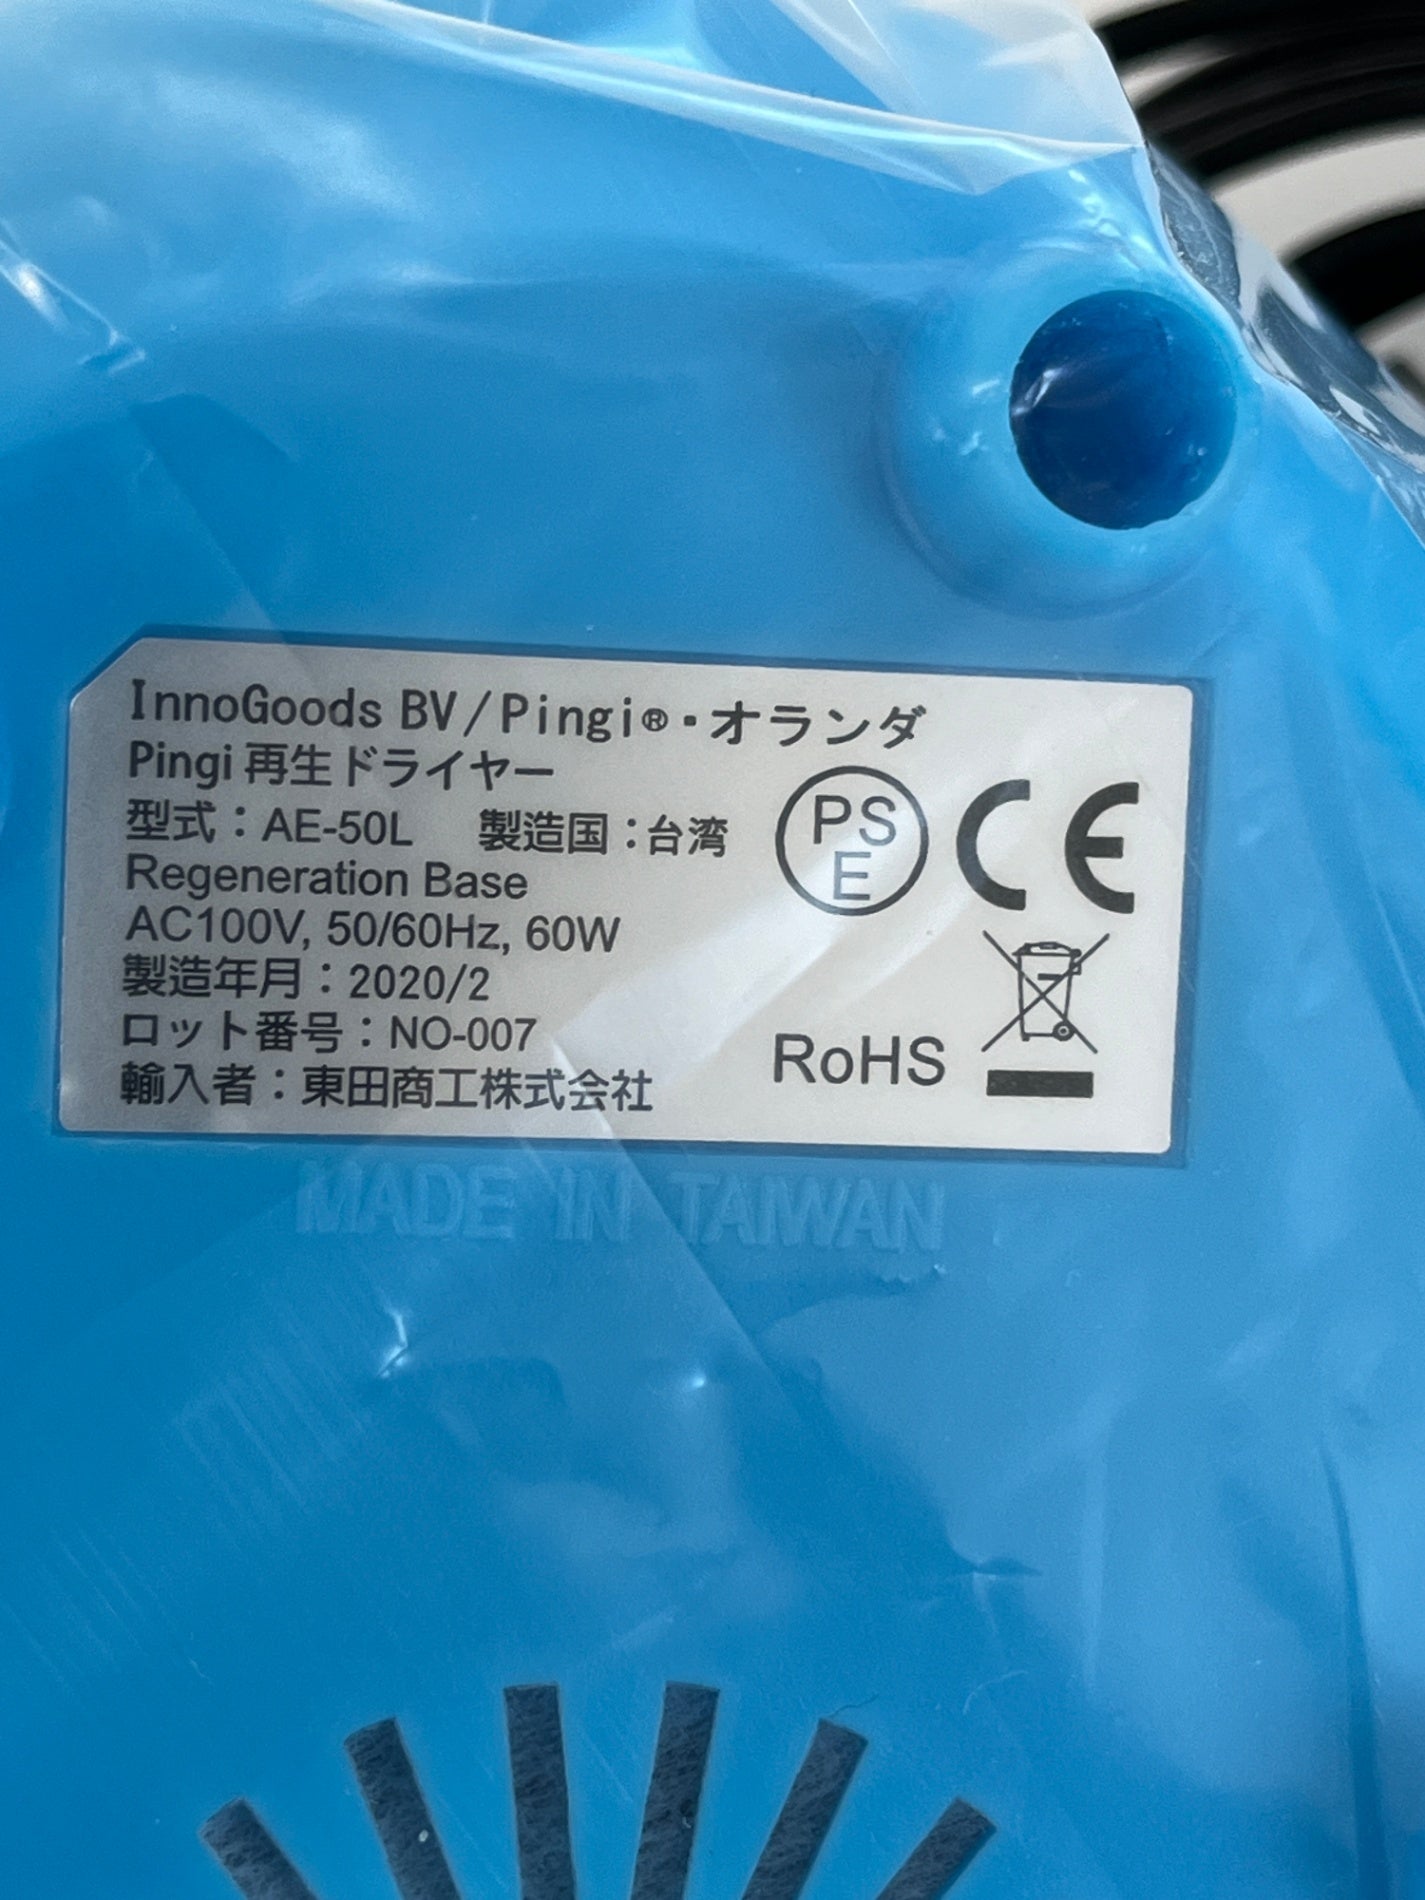 InnoGoods BV/Pingi®・オランダ
Pingi 再生ドライヤー
型式：AE-50L 製造国：台湾
Regeneration Base
AC100V, 50/60Hz, 60W
製造年月：2020/2
ロット番号：NO-007
輸入者：東田商工株式会社
PS
E
CE
RoHS
MADE IN TAIWAN